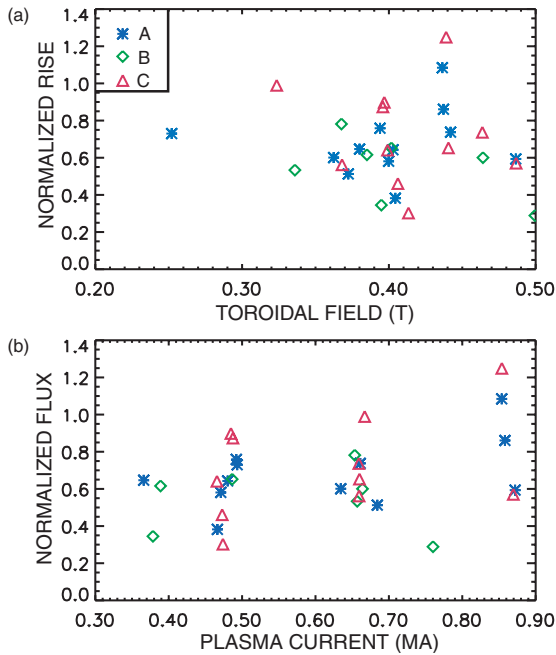 (a)
1.4
1.2
1.0
0.8
0.6
0.4
0.2
0.0
NORMALIZED RISE
A
B
C
0.20 0.30 0.40 0.50
TOROIDAL FIELD (T)
(b)
1.4
1.2
1.0
0.8
0.6
0.4
0.2
0.0
NORMALIZED FLUX
0.30 0.40 0.50 0.60 0.70 0.80 0.90
PLASMA CURRENT (MA)